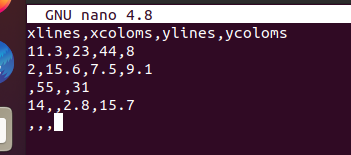 GNU nano 4.8
xlines,xcoloms,ylines,ycoloms
11.3,23,44,8
2,15.6,7.5,9.1
,55,,31
14,,2.8,15.7
,,,